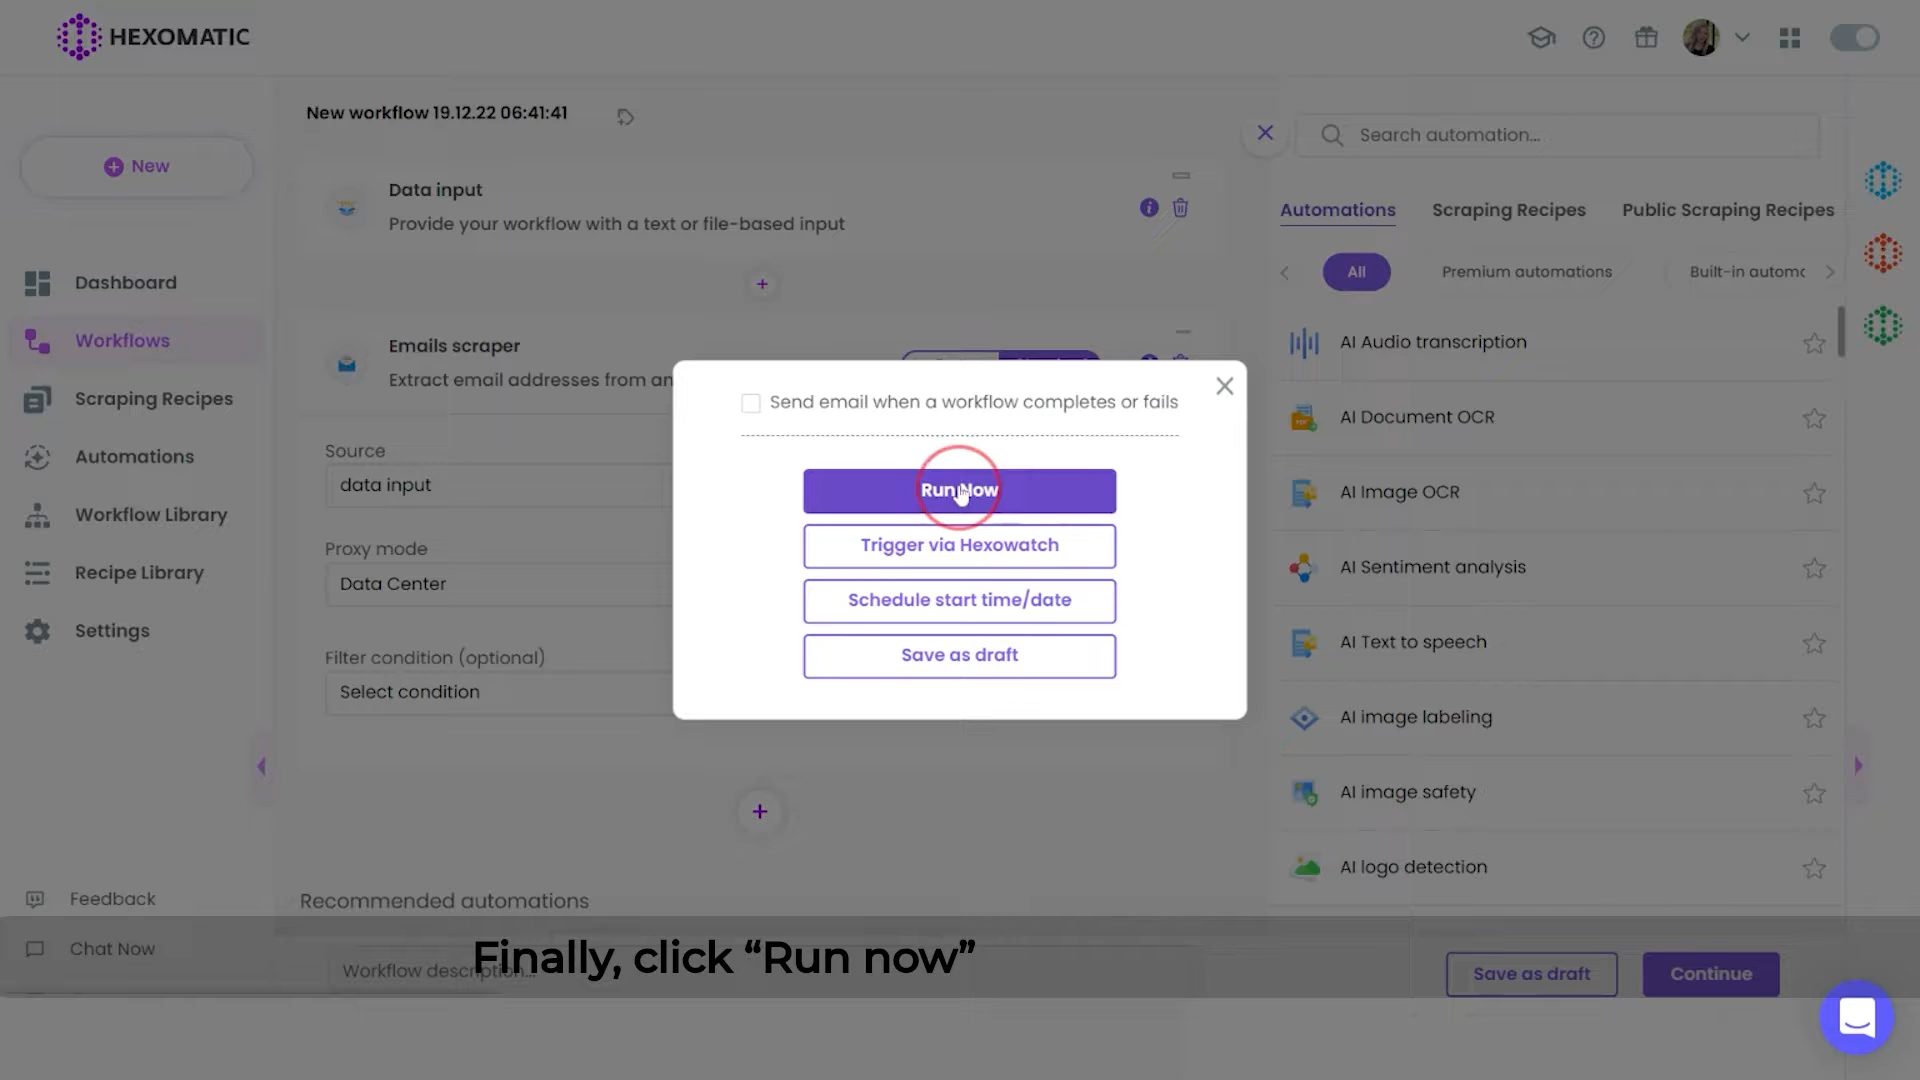 HEXOMATIC
New workflow 19.12.22 06:41:41
Search automation...
New
Data input
Provide your workflow with a text or file-based input
Automations
Scraping Recipes
Public Scraping Recipes
All
Premium automations
Built-in automc
Dashboard
Workflows
Scraping Recipes
Automations
Workflow Library
Recipe Library
Settings
Emails scraper
Extract email addresses from an
Source
data input
Proxy mode
Data Center
Filter condition (optional)
Select condition
Send email when a workflow completes or fails
Run Now
Trigger via Hexowatch
Schedule start time/date
Save as draft
AI Audio transcription
AI Document OCR
AI Image OCR
AI Sentiment analysis
AI Text to speech
AI image labeling
AI image safety
AI logo detection
Feedback
Chat Now
Recommended automations
Workflow description...
Finally, click “Run now”
Save as draft
Continue